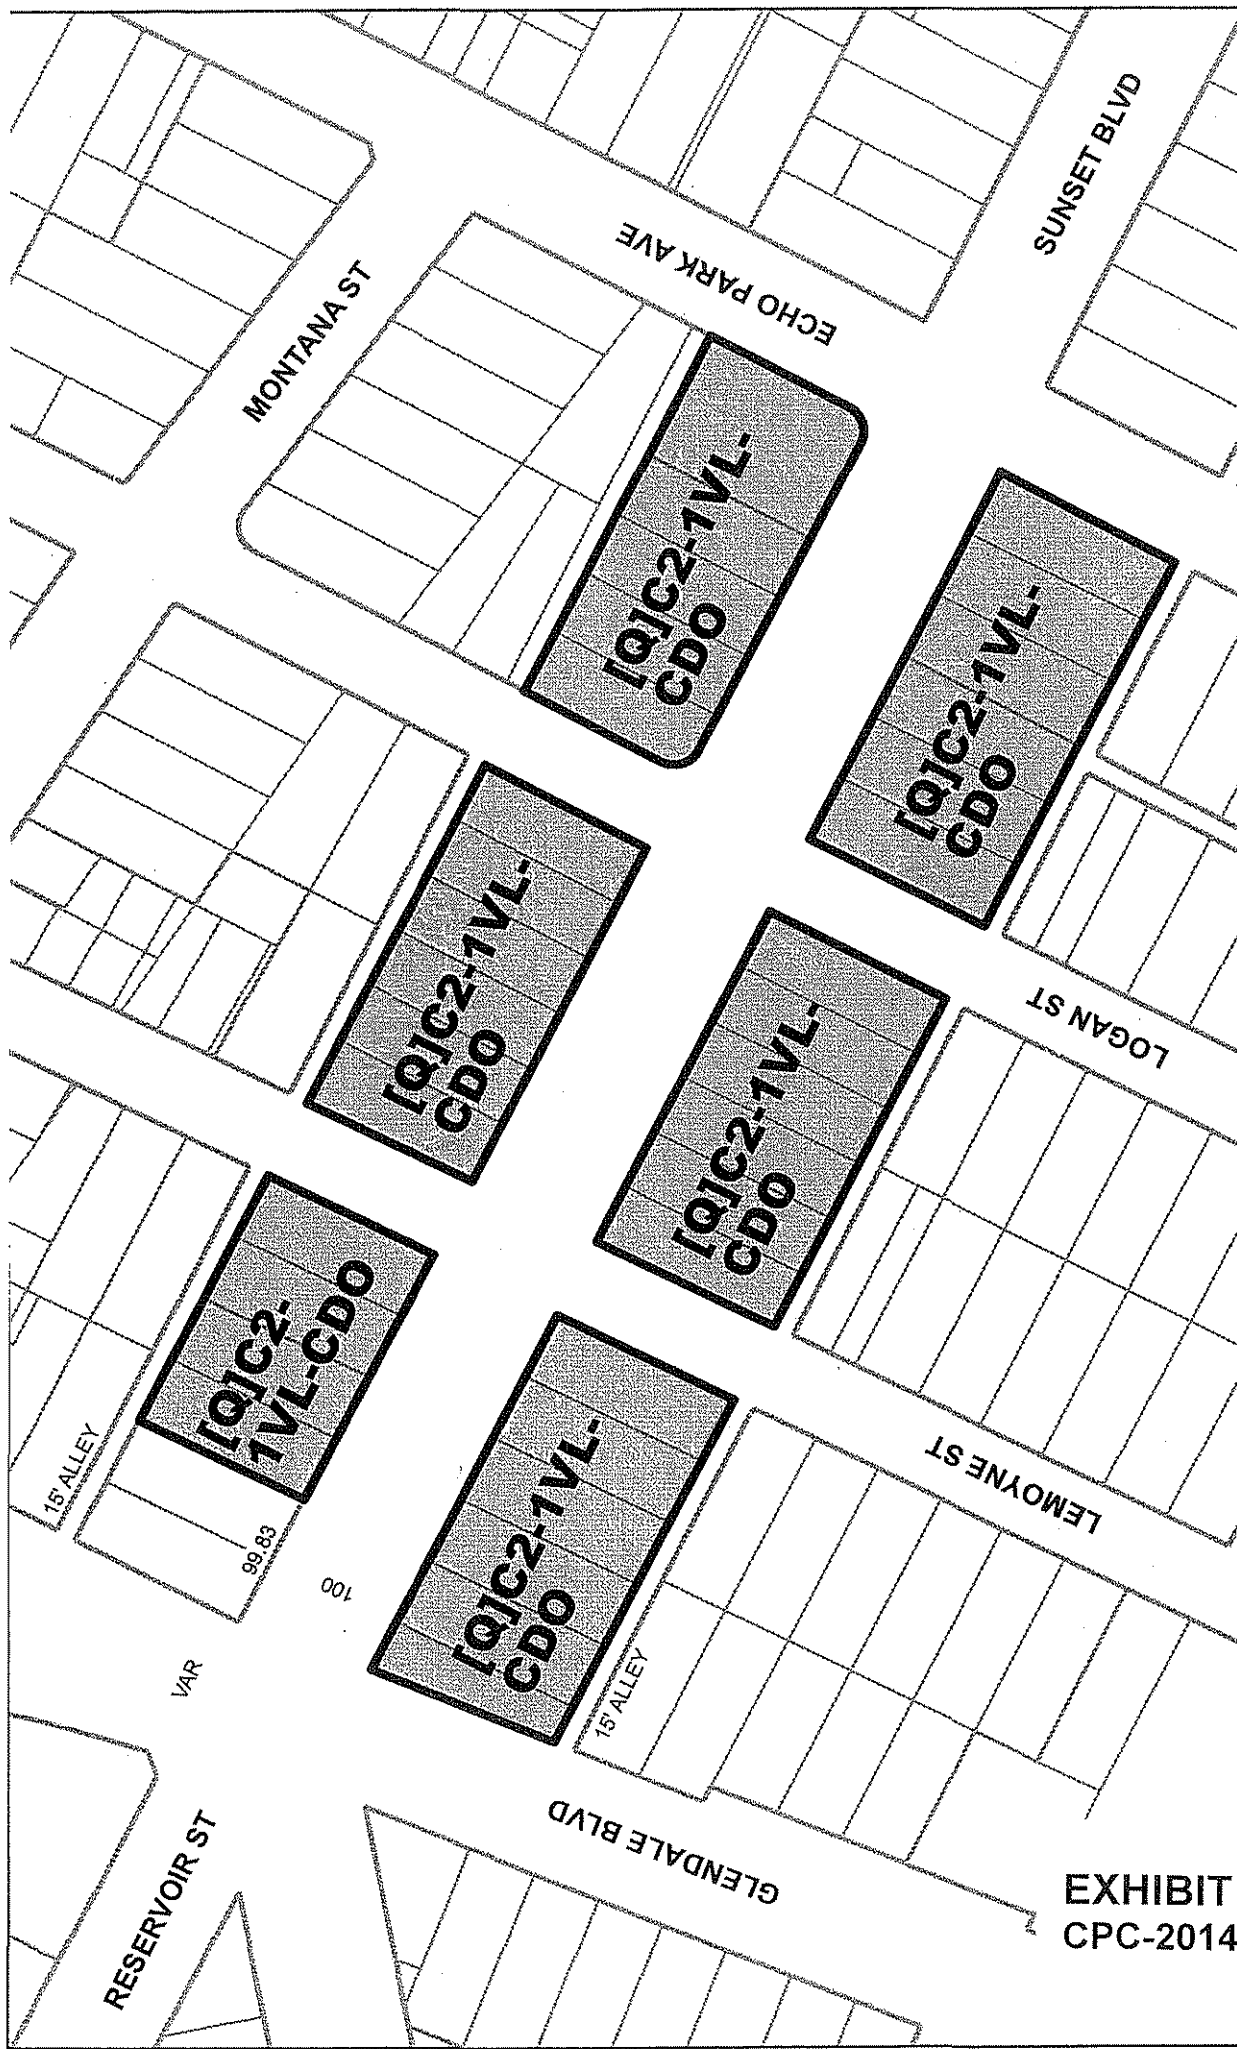 SUNSET BLVD
ECHO PARK AVE
MONTANA ST
[Q]C2-1VL-
CDO
[Q]C2-1VL-
CDO
[Q]C2-1VL-
CDO
[Q]C2-1VL-
CDO
LOGAN ST
[Q]C2-
1VL-CDO
[Q]C2-1VL-
CDO
LEMOYNE ST
15' ALLEY
99.83
100
VAR
15' ALLEY
GLENDALE BLVD
RESERVOIR ST
EXHIBIT
CPC-2014